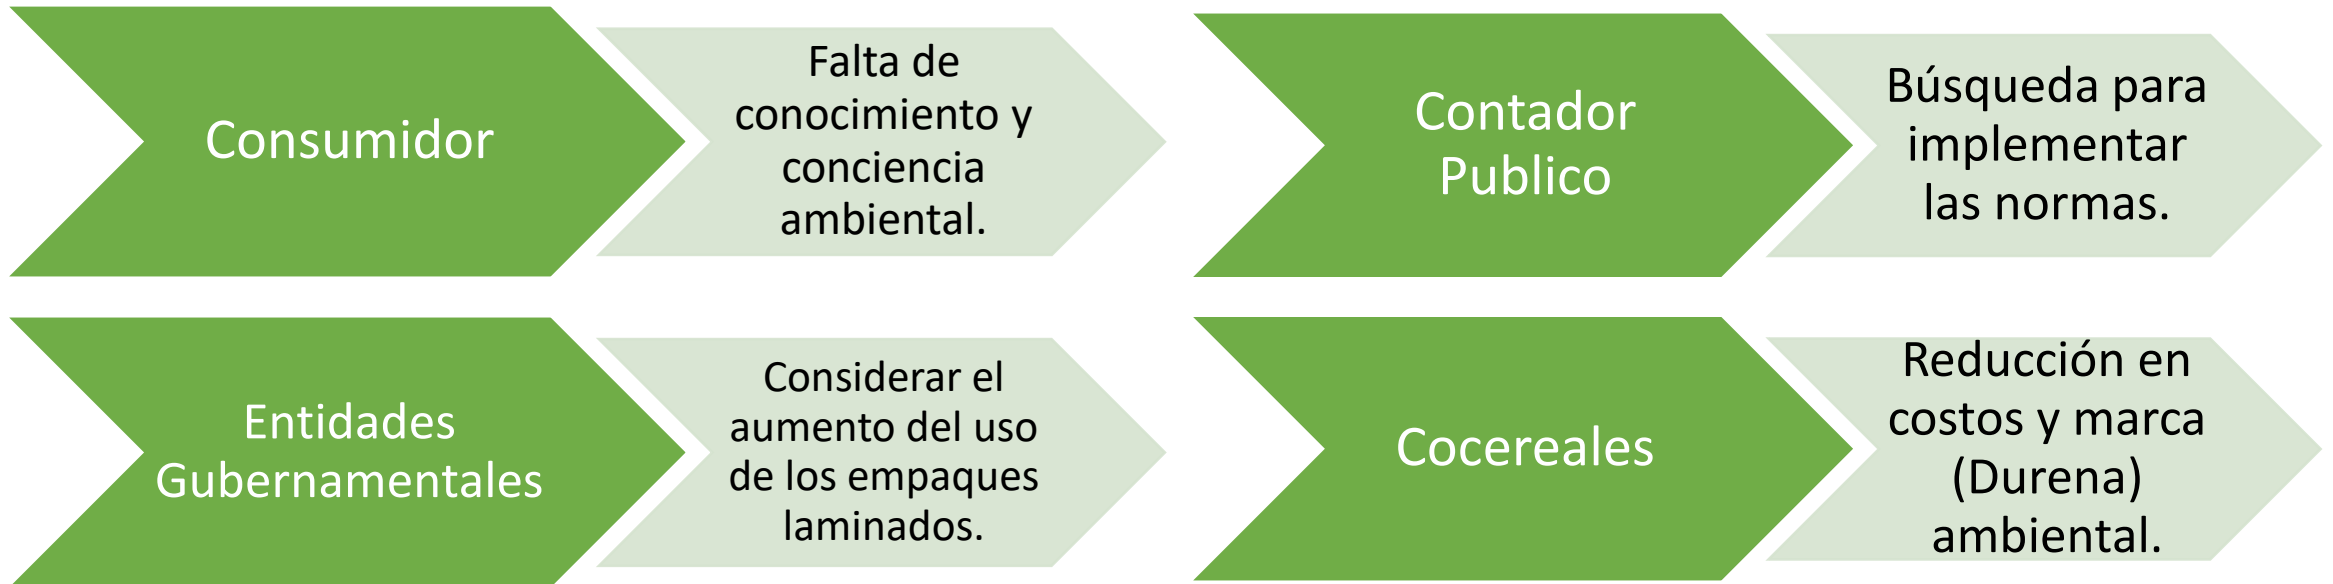 Consumidor
Falta de
conocimiento y
conciencia
ambiental.
Contador
Publico
Búsqueda para
implementar
las normas.
Entidades
Gubernamentales
Considerar el
aumento del uso
de los empaques
laminados.
Cocereales
Reducción en
costos y marca
(Durena)
ambiental.